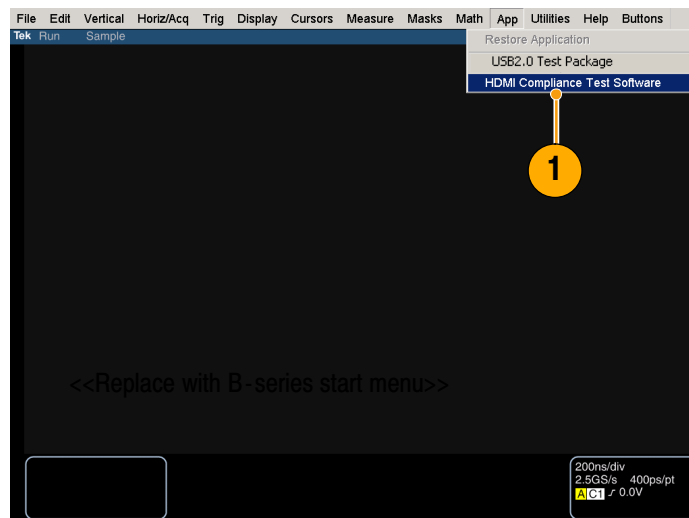 File Edit Vertical Horiz/Acq Trig Display Cursors Measure Masks Math App Utilities Help Buttons
Tek Run Sample
Restore Application
USB2.0 Test Package
HDMI Compliance Test Software
1
<<Replace with B-series start menu>>
200ns/div
2.5GS/s 400ps/pt
A C1 0.0V